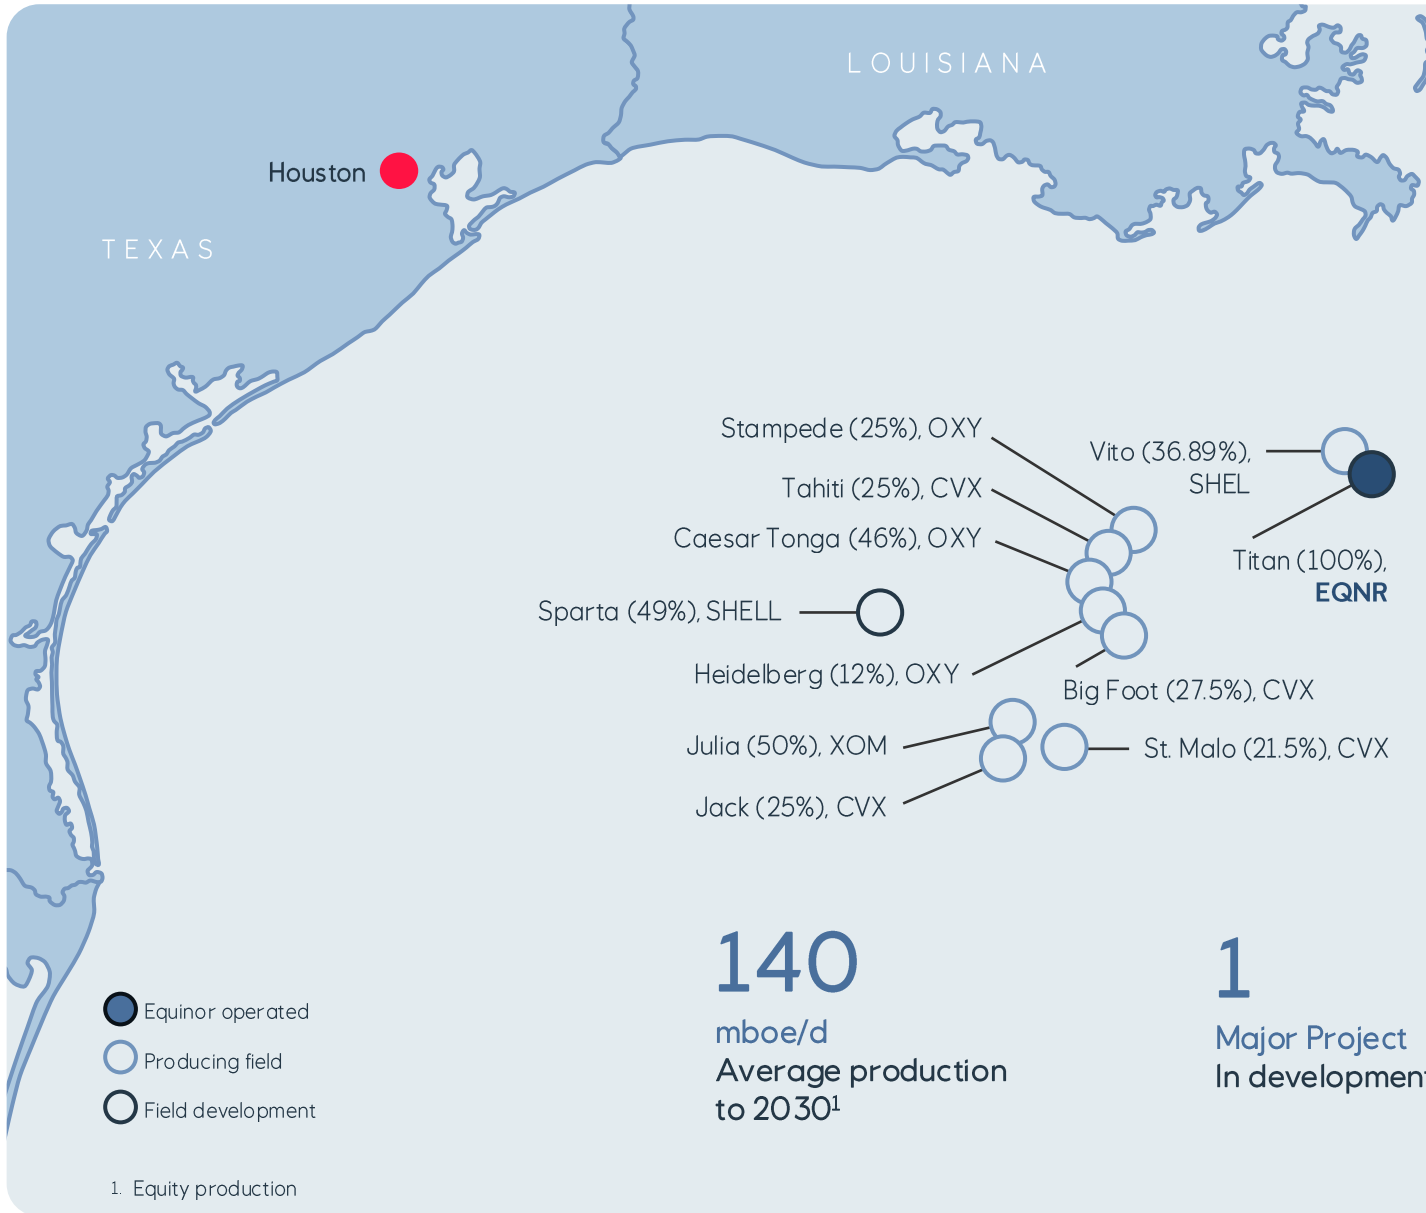 LOUISIANA
Houston
TEXAS
Stampede (25%), OXY
Vito (36.89%),
SHEL
Tahiti (25%), CVX
Caesar Tonga (46%), OXY
Titan (100%),
EQNR
Sparta (49%), SHELL
Heidelberg (12%), OXY
Big Foot (27.5%), CVX
Julia (50%), XOM
St. Malo (21.5%), CVX
Jack (25%), CVX
140
mboe/d
Average production
to 2030¹
1
Major Project
In development
Equinor operated
Producing field
Field development
1. Equity production